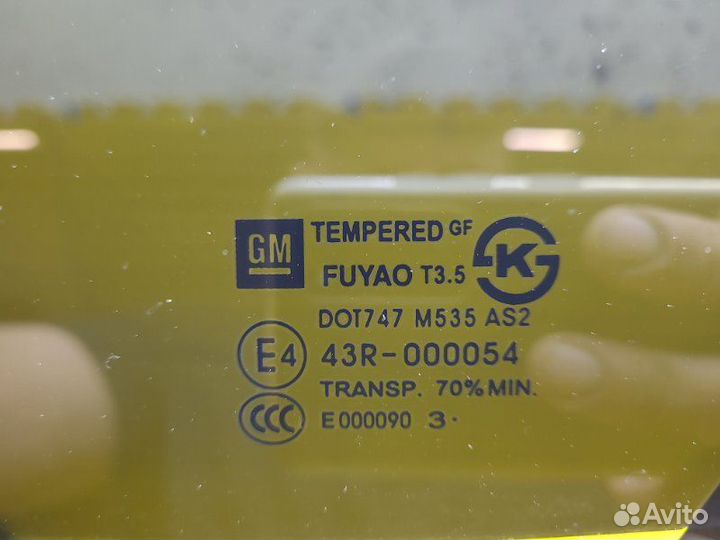 GM TEMPERED GF
FUYAO T3.5
K
DOT747 M535 AS2
E4 43R-000054
TRANSP. 70% MIN.
CCC E000090 3.
Avito